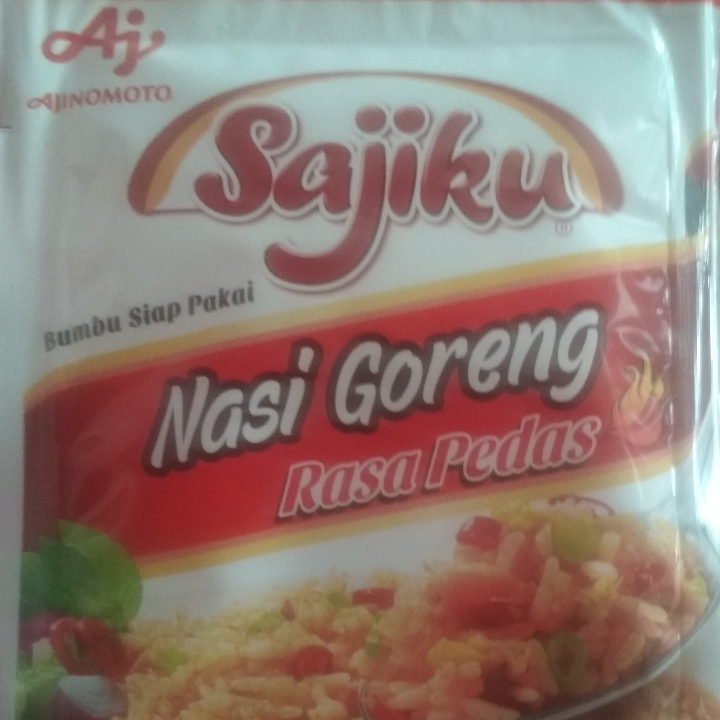 Aj
AJINOMOTO
Sajiku®
Bumbu Siap Pakai
Nasi Goreng
Rasa Pedas